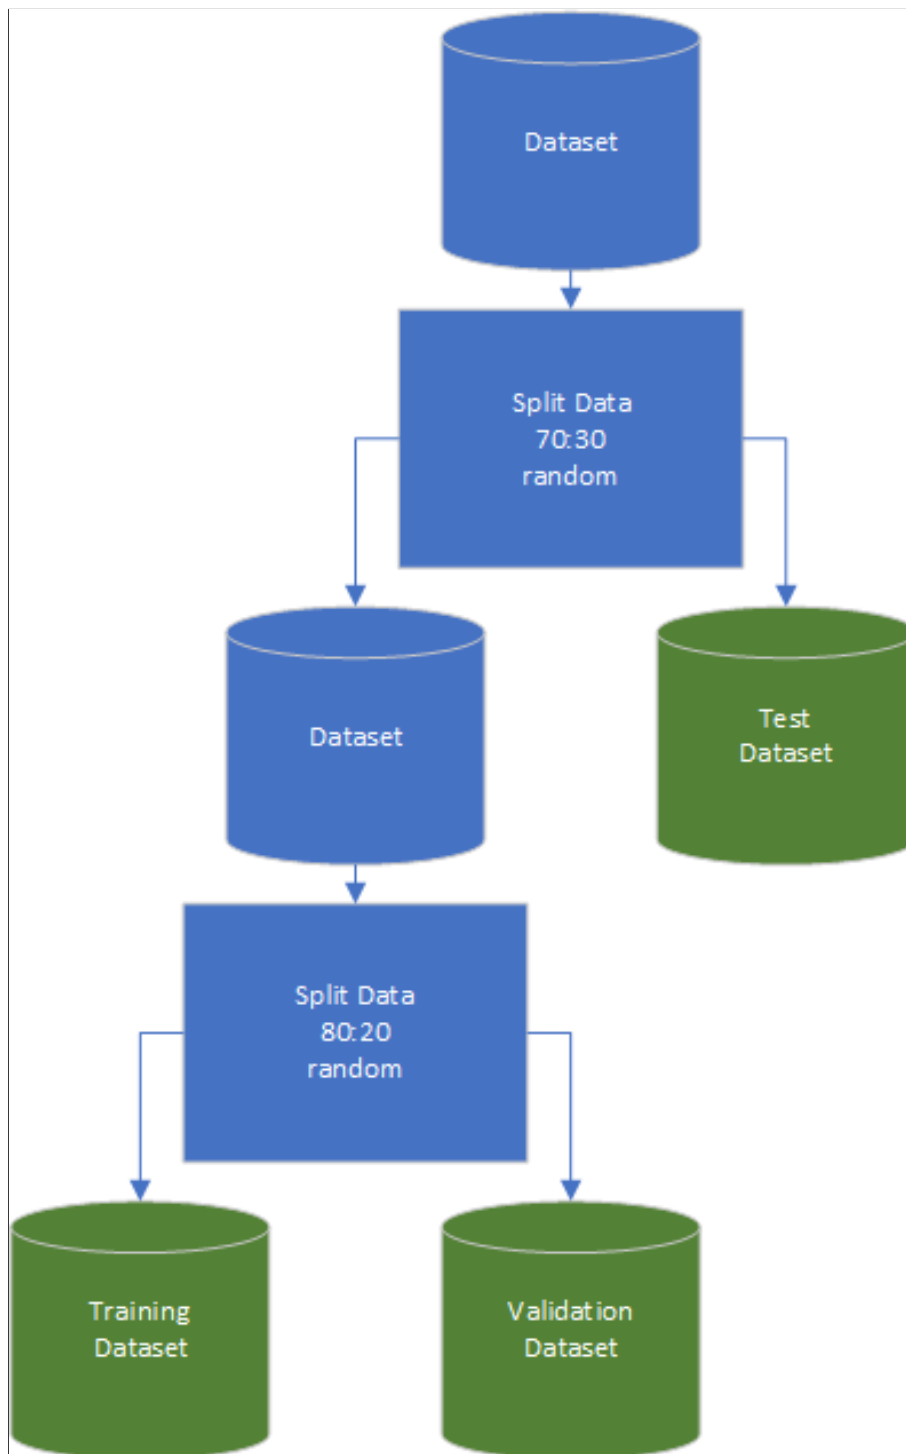 Dataset
Split Data
70:30
random
Dataset
Test
Dataset
Split Data
80:20
random
Training
Dataset
Validation
Dataset